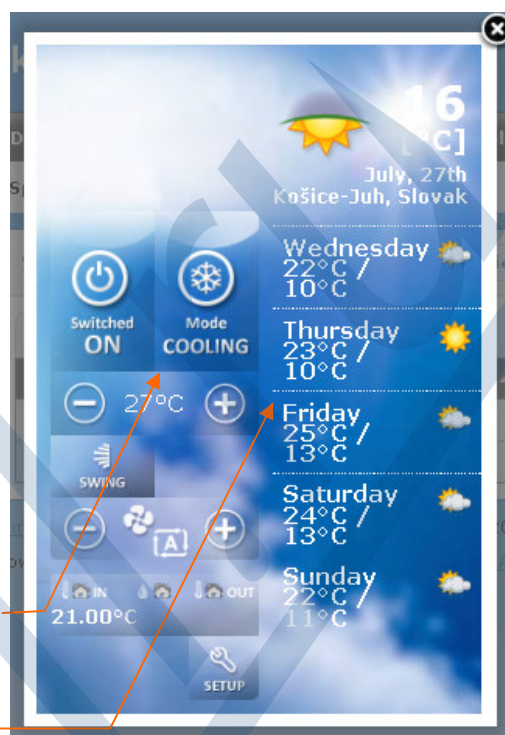 16
[°C]
July, 27th
Košice-Juh, Slovak
Switched
ON
Mode
COOLING
27°C
SWING
A
IN
OUT
21.00°C
SETUP
Wednesday
22°C /
10°C
Thursday
23°C /
10°C
Friday
25°C /
13°C
Saturday
24°C /
13°C
Sunday
22°C /
11°C